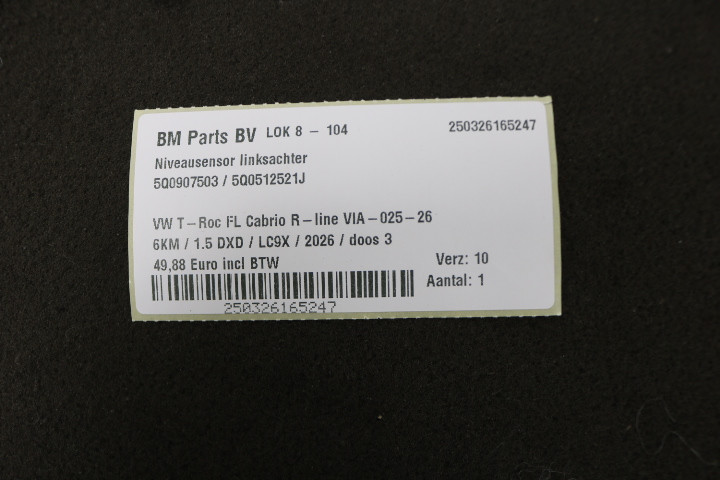 BM Parts BV LOK 8 - 104 250326165247
Niveausensor linksachter
5Q0907503 / 5Q0512521J
VW T-Roc FL Cabrio R-line VIA-025-26
6KM / 1.5 DXD / LC9X / 2026 / doos 3
49,88 Euro incl BTW Verz: 10
Aantal: 1
250326165247